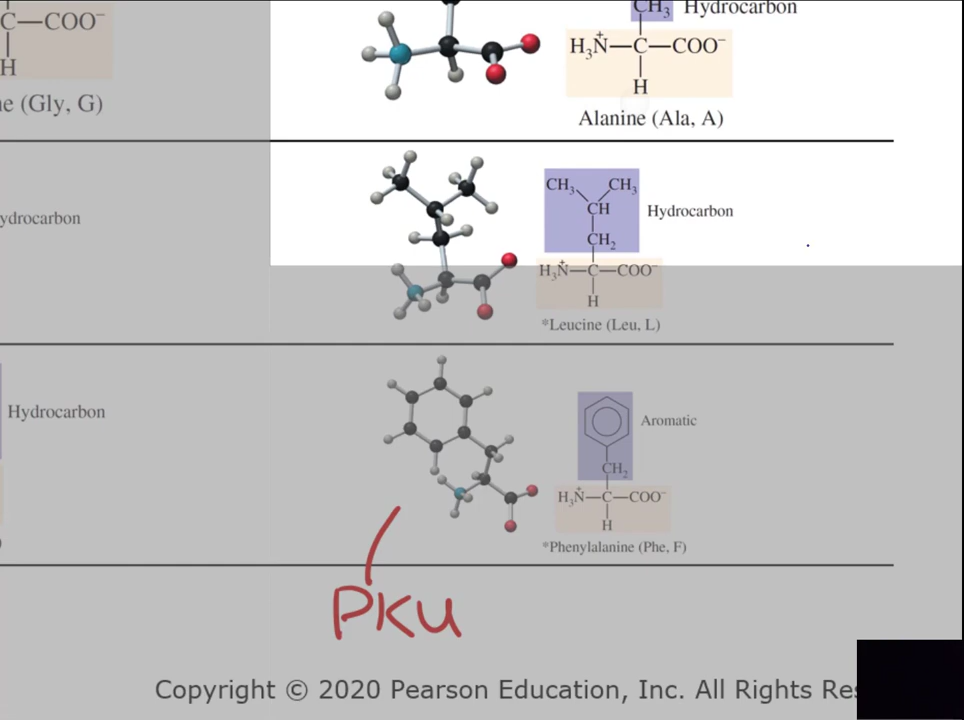 C—COO⁻
H
e (Gly, G)
CH₃ Hydrocarbon
H₃N⁺—C—COO⁻
H
Alanine (Ala, A)
ydrocarbon
CH₃ CH₃
CH Hydrocarbon
CH₂
H₃N⁺—C—COO⁻
H
*Leucine (Leu, L)
Hydrocarbon
Aromatic
CH₂
H₃N⁺—C—COO⁻
H
*Phenylalanine (Phe, F)
PKU
Copyright © 2020 Pearson Education, Inc. All Rights Res